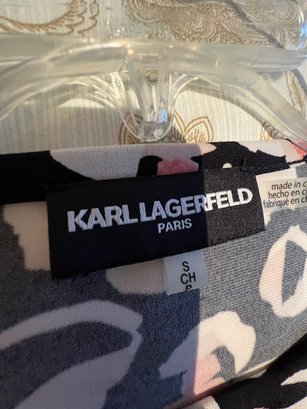 KARL LAGERFELD
PARIS
made in
hecho en
fabriqué en
S
CH